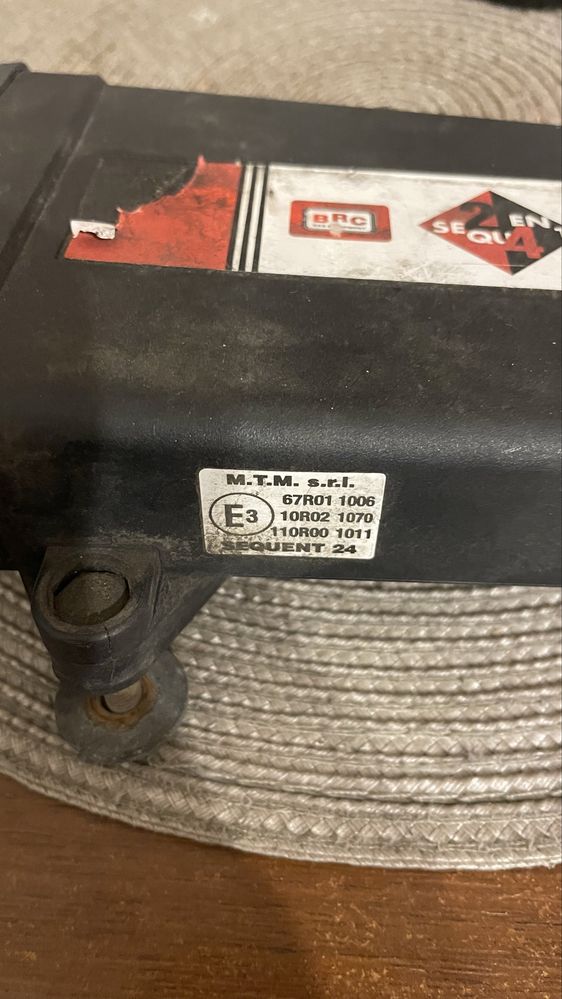 BRC
24
SEQUENT
M.T.M. s.r.l.
E3
67R01 1006
10R02 1070
110R00 1011
SEQUENT 24